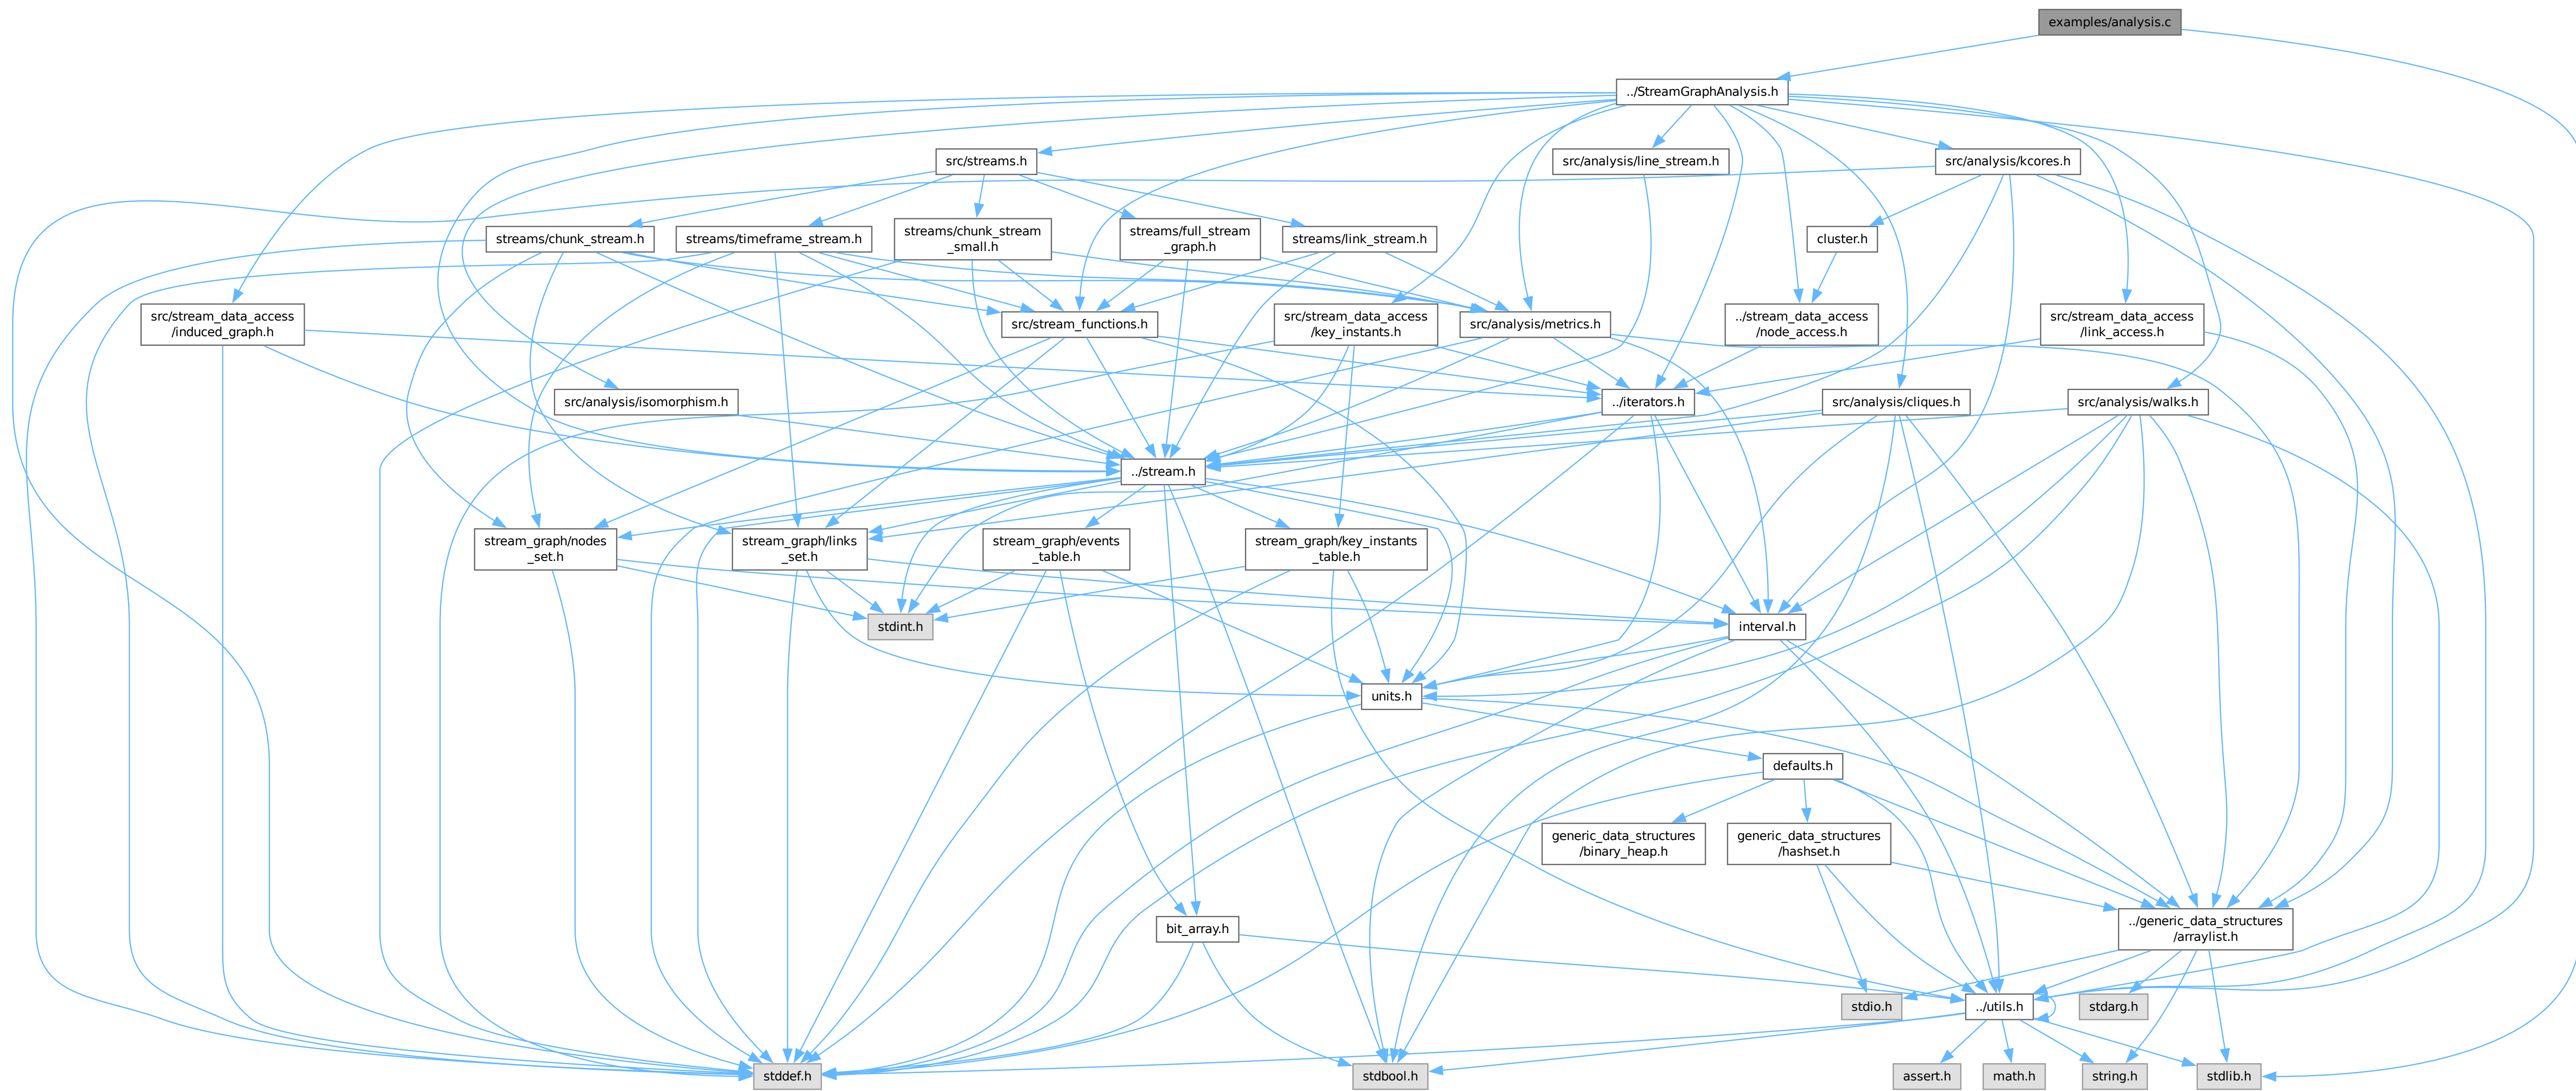 examples/analysis.c
../StreamGraphAnalysis.h
src/streams.h
src/analysis/line_stream.h
src/analysis/kcores.h
streams/chunk_stream.h
streams/timeframe_stream.h
streams/chunk_stream
_small.h
streams/full_stream
_graph.h
streams/link_stream.h
cluster.h
src/stream_data_access
/induced_graph.h
src/stream_functions.h
src/stream_data_access
/key_instants.h
src/analysis/metrics.h
../stream_data_access
/node_access.h
src/stream_data_access
/link_access.h
src/analysis/isomorphism.h
../iterators.h
src/analysis/cliques.h
src/analysis/walks.h
../stream.h
stream_graph/nodes
_set.h
stream_graph/links
_set.h
stream_graph/events
_table.h
stream_graph/key_instants
_table.h
stdint.h
interval.h
units.h
defaults.h
generic_data_structures
/binary_heap.h
generic_data_structures
/hashset.h
bit_array.h
../generic_data_structures
/arraylist.h
stdio.h
../utils.h
stdarg.h
stddef.h
stdbool.h
assert.h
math.h
string.h
stdlib.h